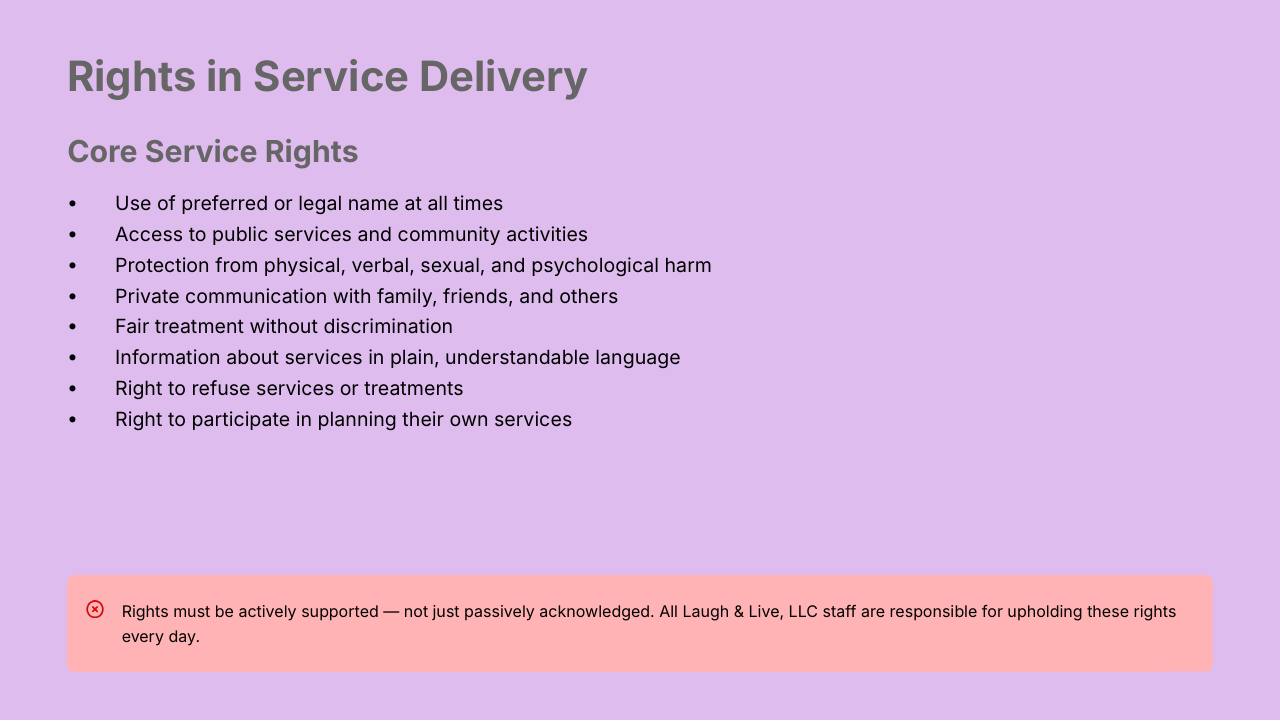 Rights in Service Delivery
Core Service Rights
• Use of preferred or legal name at all times
• Access to public services and community activities
• Protection from physical, verbal, sexual, and psychological harm
• Private communication with family, friends, and others
• Fair treatment without discrimination
• Information about services in plain, understandable language
• Right to refuse services or treatments
• Right to participate in planning their own services
Rights must be actively supported — not just passively acknowledged. All Laugh & Live, LLC staff are responsible for upholding these rights
every day.